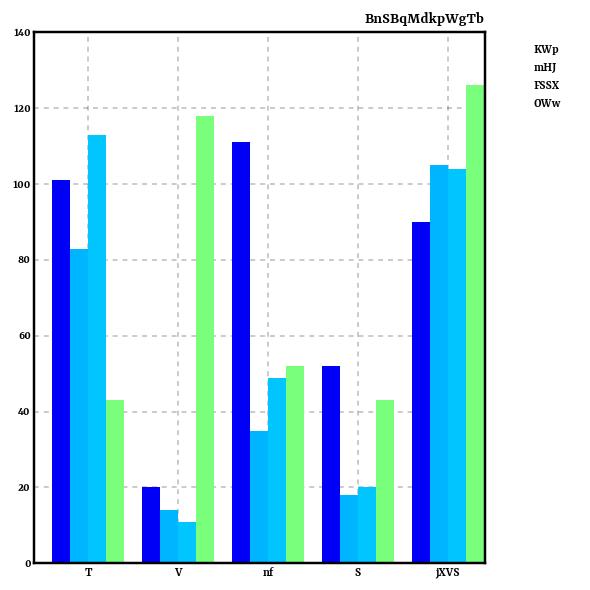 BnSBqMdkpWgTb
140
120
100
80
60
40
20
0
T V nf S jXVS
KWp
mHJ
FSSX
OWw